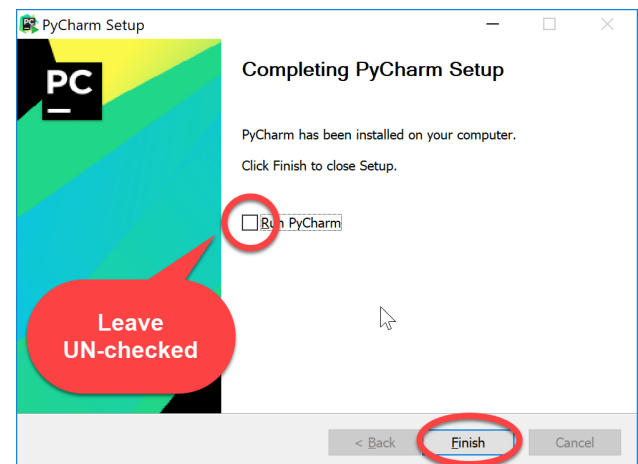 PyCharm Setup
PC
Completing PyCharm Setup
PyCharm has been installed on your computer.
Click Finish to close Setup.
Run PyCharm
Leave
UN-checked
< Back Finish Cancel